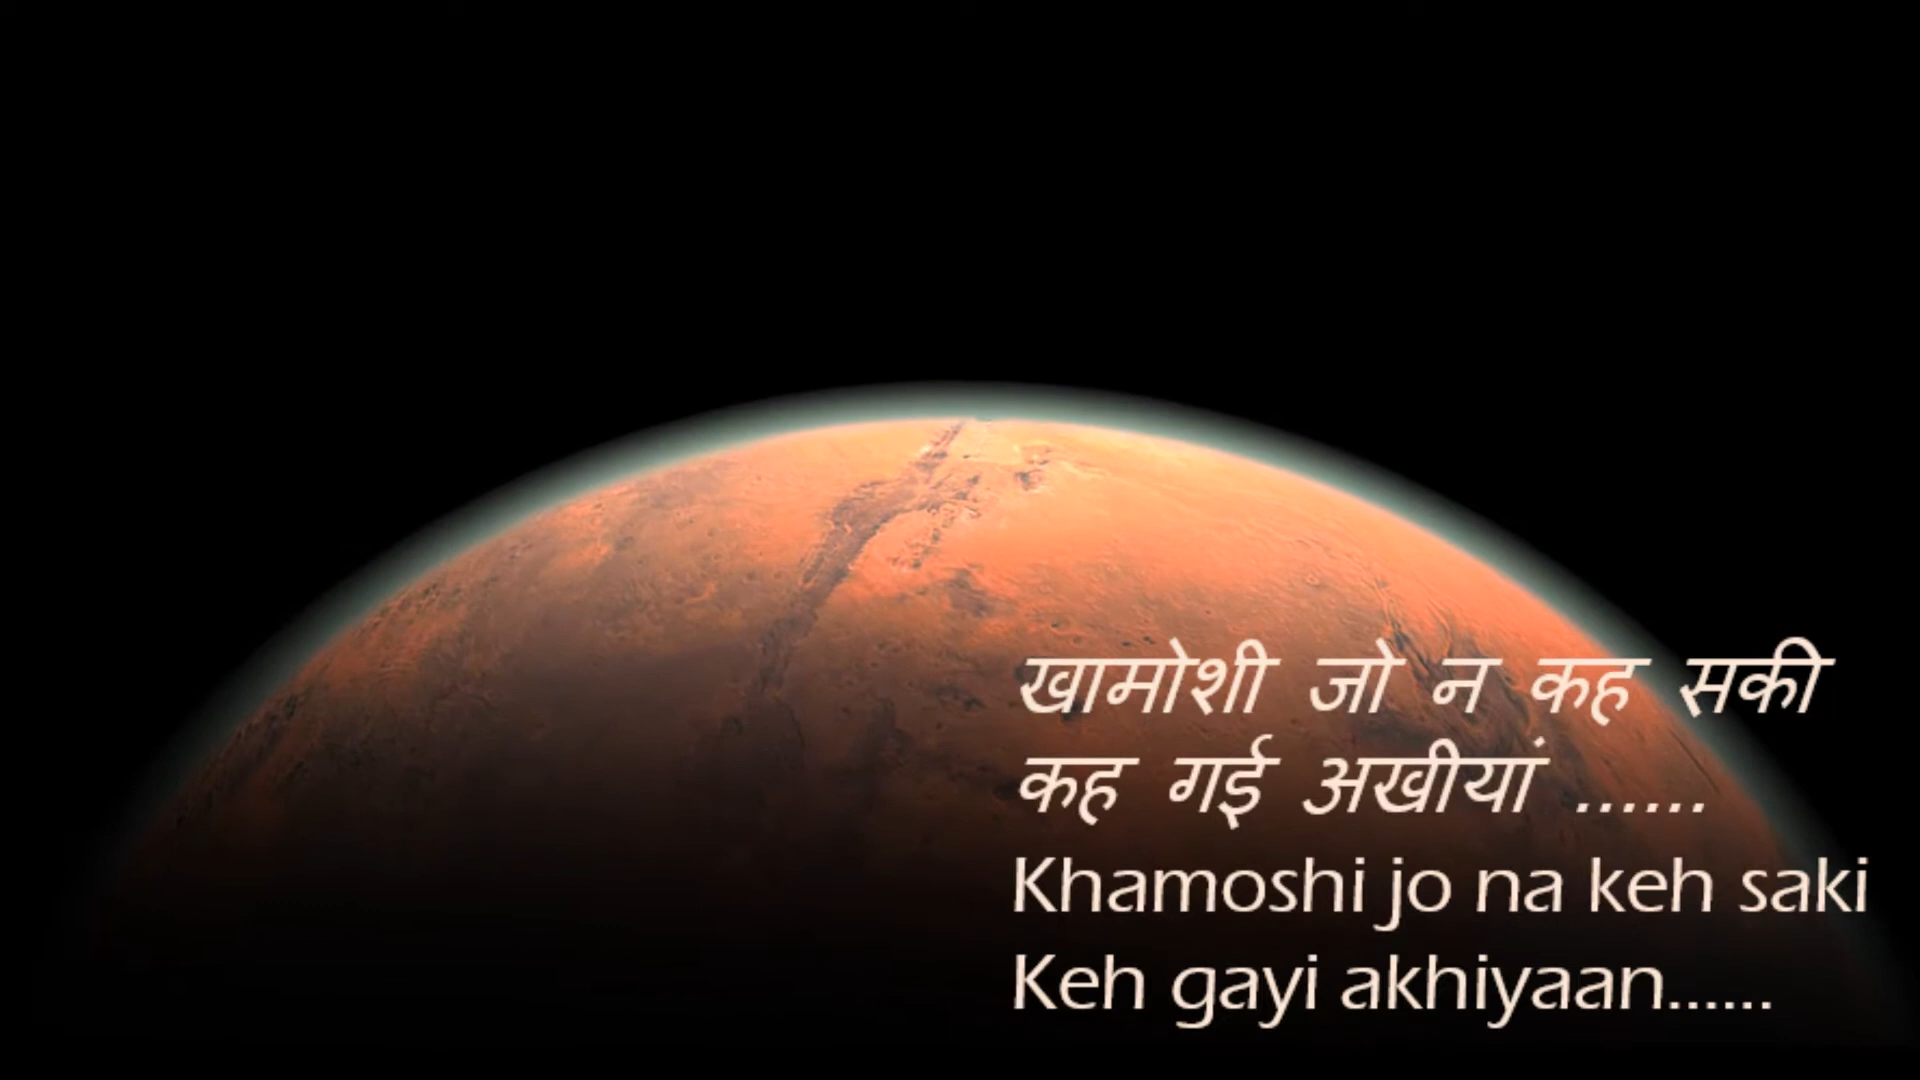 खामोशी जो न कह सकी
कह गई अखीयां ......
Khamoshi jo na keh saki
Keh gayi akhiyaan......